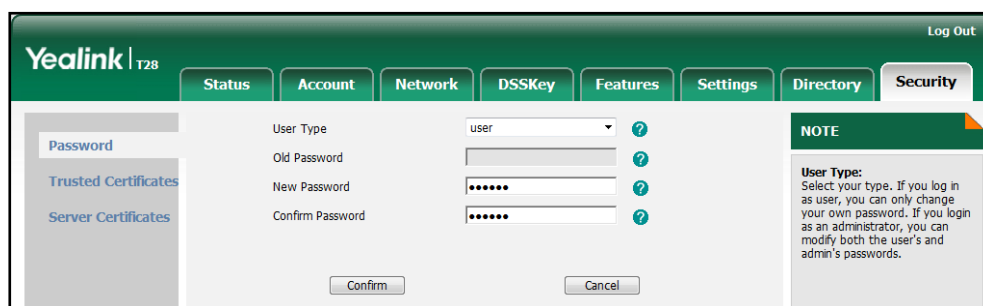 Log Out
Yealink T28
Status Account Network DSSKey Features Settings Directory Security
Password
Trusted Certificates
Server Certificates
User Type user
Old Password
New Password ••••••
Confirm Password ••••••
Confirm Cancel
NOTE
User Type:
Select your type. If you log in
as user, you can only change
your own password. If you login
as an administrator, you can
modify both the user's and
admin's passwords.